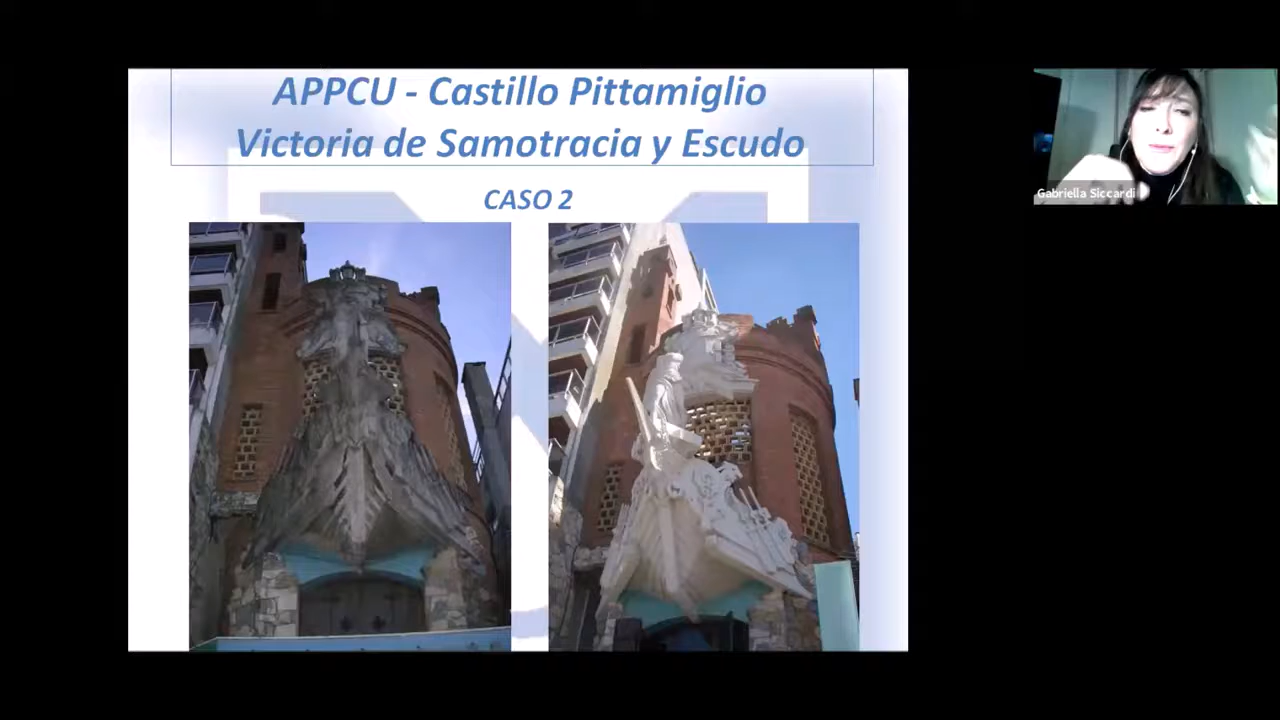 APPCU - Castillo Pittamiglio
Victoria de Samotracia y Escudo
CASO 2
Gabriella Siccardi